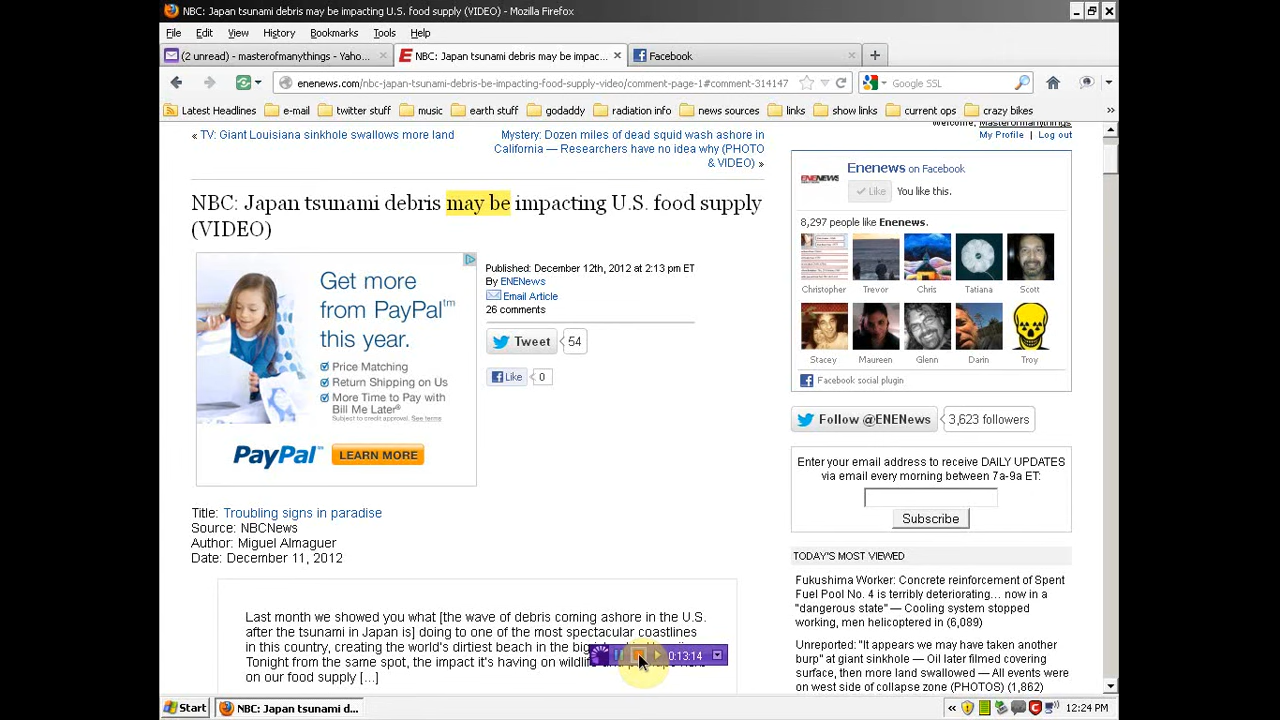 NBC: Japan tsunami debris may be impacting U.S. food supply (VIDEO) - Mozilla Firefox
File Edit View History Bookmarks Tools Help
(2 unread) - masterofmanythings - Yaho...
NBC: Japan tsunami debris may be impac...
Facebook
enenews.com/nbc-japan-tsunami-debris-be-impacting-food-supply-video/comment-page-1#comment-314147
Google SSL
Latest Headlines e-mail twitter stuff music earth stuff godaddy radiation info news sources links show links current ops crazy bikes »
« TV: Giant Louisiana sinkhole swallows more land
Mystery: Dozen miles of dead squid wash ashore in
California — Researchers have no idea why (PHOTO
& VIDEO) »
NBC: Japan tsunami debris may be impacting U.S. food supply
(VIDEO)
Get more
from PayPal™
this year.
Price Matching
Return Shipping on Us
More Time to Pay with
Bill Me Later®
Subject to credit approval. See terms
PayPal™ LEARN MORE
Published: December 12th, 2012 at 2:13 pm ET
By ENENews
Email Article
26 comments
Tweet 54
Like 0
Title: Troubling signs in paradise
Source: NBCNews
Author: Miguel Almaguer
Date: December 11, 2012
Last month we showed you what [the wave of debris coming ashore in the U.S.
after the tsunami in Japan is] doing to one of the most spectacular coastlines
in this country, creating the world's dirtiest beach in the
Tonight from the same spot, the impact it's having on
on our food supply [...]
0:13:14
Welcome, Masterofmanythings
My Profile | Log out
ENENEWS
Enenews on Facebook
Like You like this.
8,297 people like Enenews.
Christopher Trevor Chris Tatiana Scott
Stacey Maureen Glenn Darin Troy
Facebook social plugin
Follow @ENENews 3,623 followers
Enter your email address to receive DAILY UPDATES
via email every morning between 7a-9a ET:
Subscribe
TODAY'S MOST VIEWED
Fukushima Worker: Concrete reinforcement of Spent
Fuel Pool No. 4 is terribly deteriorating… now in a
"dangerous state" — Cooling system stopped
working, men helicoptered in (6,089)
Unreported: "It appears we may have taken another
burp" at giant sinkhole — Oil later filmed covering
surface, then more land swallowed — All events were
on west side of collapse zone (PHOTOS) (1,862)
Start
NBC: Japan tsunami d...
« 12:24 PM